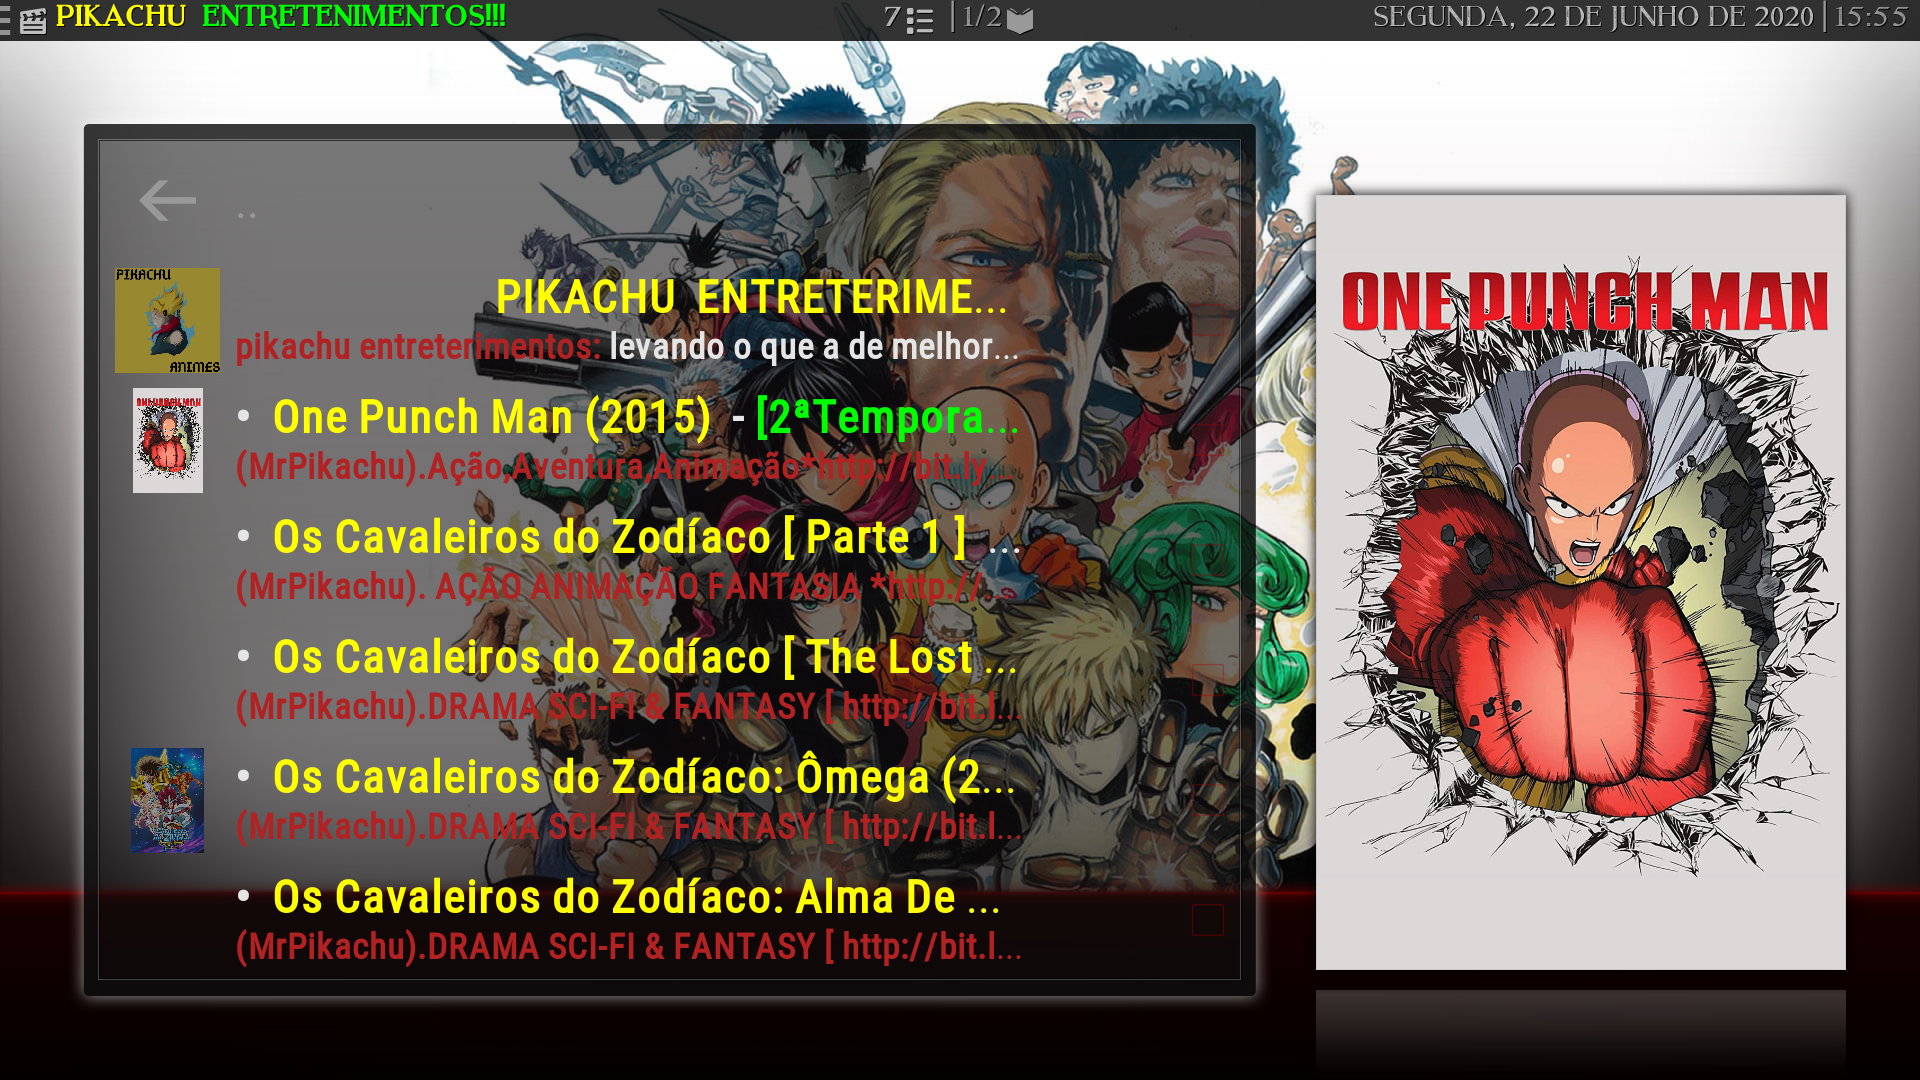 PIKACHU ENTRETENIMENTOS!!!
7 | 1/2
SEGUNDA, 22 DE JUNHO DE 2020 | 15:55
..
PIKACHU
ANIMES
PIKACHU ENTRETERIME...
pikachu entreterimentos: levando o que a de melhor...
• One Punch Man (2015) - [2ªTempora...
(MrPikachu).Ação,Aventura,Animação*http://bit.ly...
• Os Cavaleiros do Zodíaco [ Parte 1 ] ...
(MrPikachu). AÇÃO ANIMAÇÃO FANTASIA *http://...
• Os Cavaleiros do Zodíaco [ The Lost ...
(MrPikachu).DRAMA SCI-FI & FANTASY [ http://bit.l...
• Os Cavaleiros do Zodíaco: Ômega (2...
(MrPikachu).DRAMA SCI-FI & FANTASY [ http://bit.l...
• Os Cavaleiros do Zodíaco: Alma De ...
(MrPikachu).DRAMA SCI-FI & FANTASY [ http://bit.l...
ONE PUNCH MAN
ONE PUNCH MAN